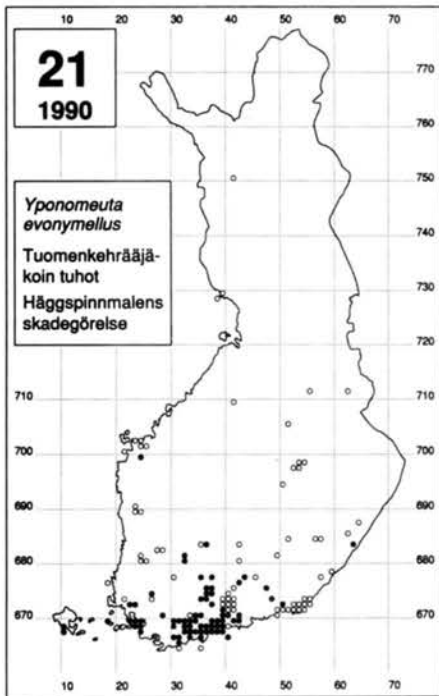 10 20 30 40 50 60 70
21
1990
770
760
750
Yponomeuta
evonymellus
Tuomenkehrääjä-
koin tuhot
Häggspinnmalens
skadegörelse
740
730
720
710 710
700 700
690 690
680 680
670 670
10 20 30 40 50 60 70